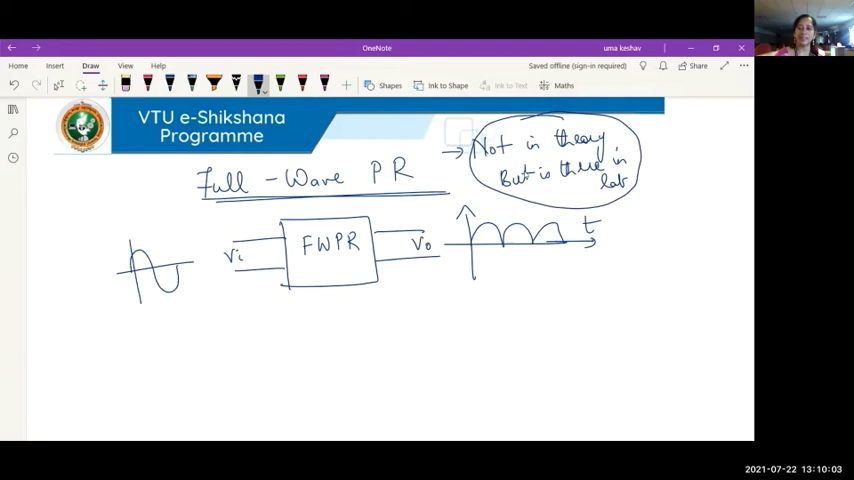 OneNote
uma keshav
Home Insert Draw View Help
Saved offline (sign-in required)
Share
Shapes
Ink to Shape
Ink to Text
Maths
VTU e-Shikshana
Programme
Full-Wave PR
→ Not in theory
But is there in
lab
Vi
FWPR
Vo
t
2021-07-22 13:10:03